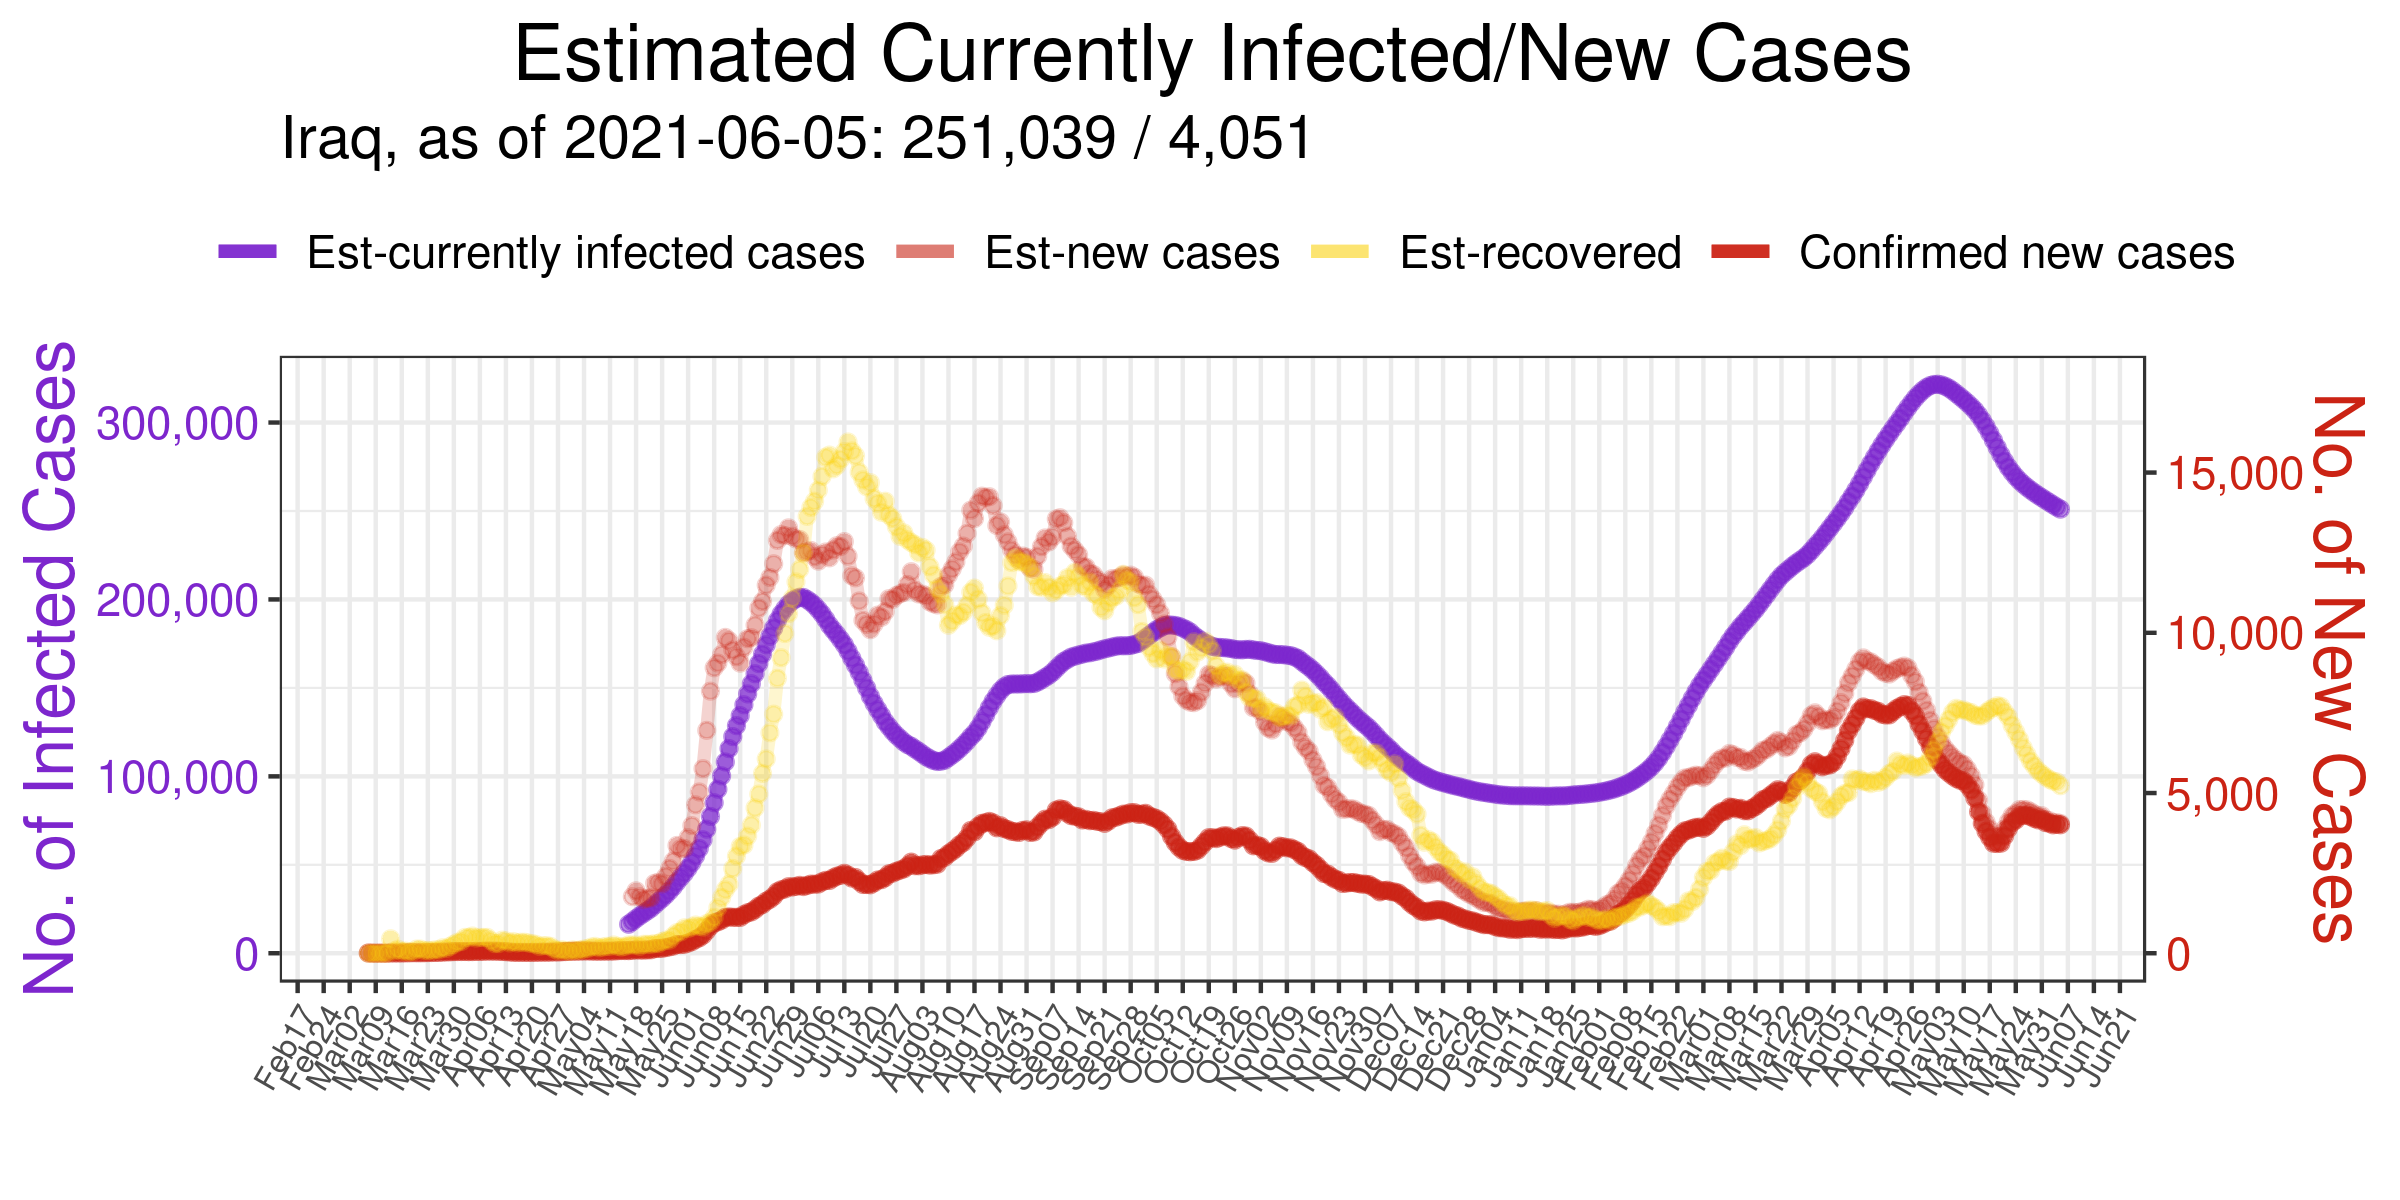 Estimated Currently Infected/New Cases
Iraq, as of 2021-06-05: 251,039 / 4,051
Est-currently infected cases Est-new cases Est-recovered Confirmed new cases
No. of Infected Cases
300,000
200,000
100,000
0
15,000
10,000
5,000
0
No. of New Cases
Feb17 Feb24 Mar02 Mar09 Mar16 Mar23 Mar30 Apr06 Apr13 Apr20 Apr27 May04 May11 May18 May25 Jun01 Jun08 Jun15 Jun22 Jun29 Jul06 Jul13 Jul20 Jul27 Aug03 Aug10 Aug17 Aug24 Aug31 Sep07 Sep14 Sep21 Sep28 Oct05 Oct12 Oct19 Oct26 Nov02 Nov09 Nov16 Nov23 Nov30 Dec07 Dec14 Dec21 Dec28 Jan04 Jan11 Jan18 Jan25 Feb01 Feb08 Feb15 Feb22 Mar01 Mar08 Mar15 Mar22 Mar29 Apr05 Apr12 Apr19 Apr26 May03 May10 May17 May24 May31 Jun07 Jun14 Jun21